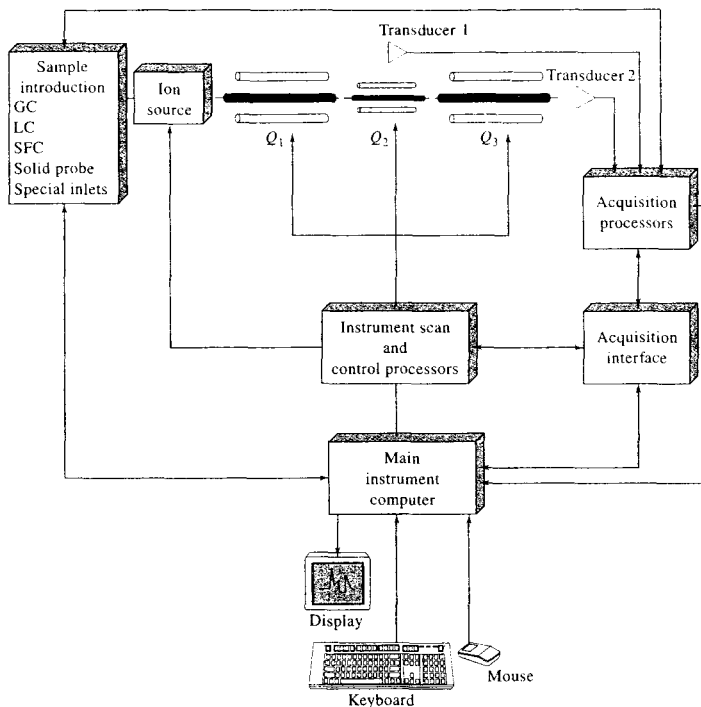 Transducer 1
Sample
introduction
GC
LC
SFC
Solid probe
Special inlets
Ion
source
Transducer 2
Q1
Q2
Q3
Acquisition
processors
Instrument scan
and
control processors
Acquisition
interface
Main
instrument
computer
Display
Mouse
Keyboard